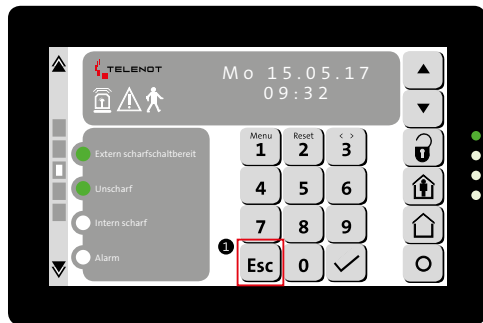 TELENOT
Mo 15.05.17
09:32
Extern scharfschaltbereit
Unscharf
Intern scharf
Alarm
Menu Reset < >
1 2 3
4 5 6
7 8 9
1
Esc 0